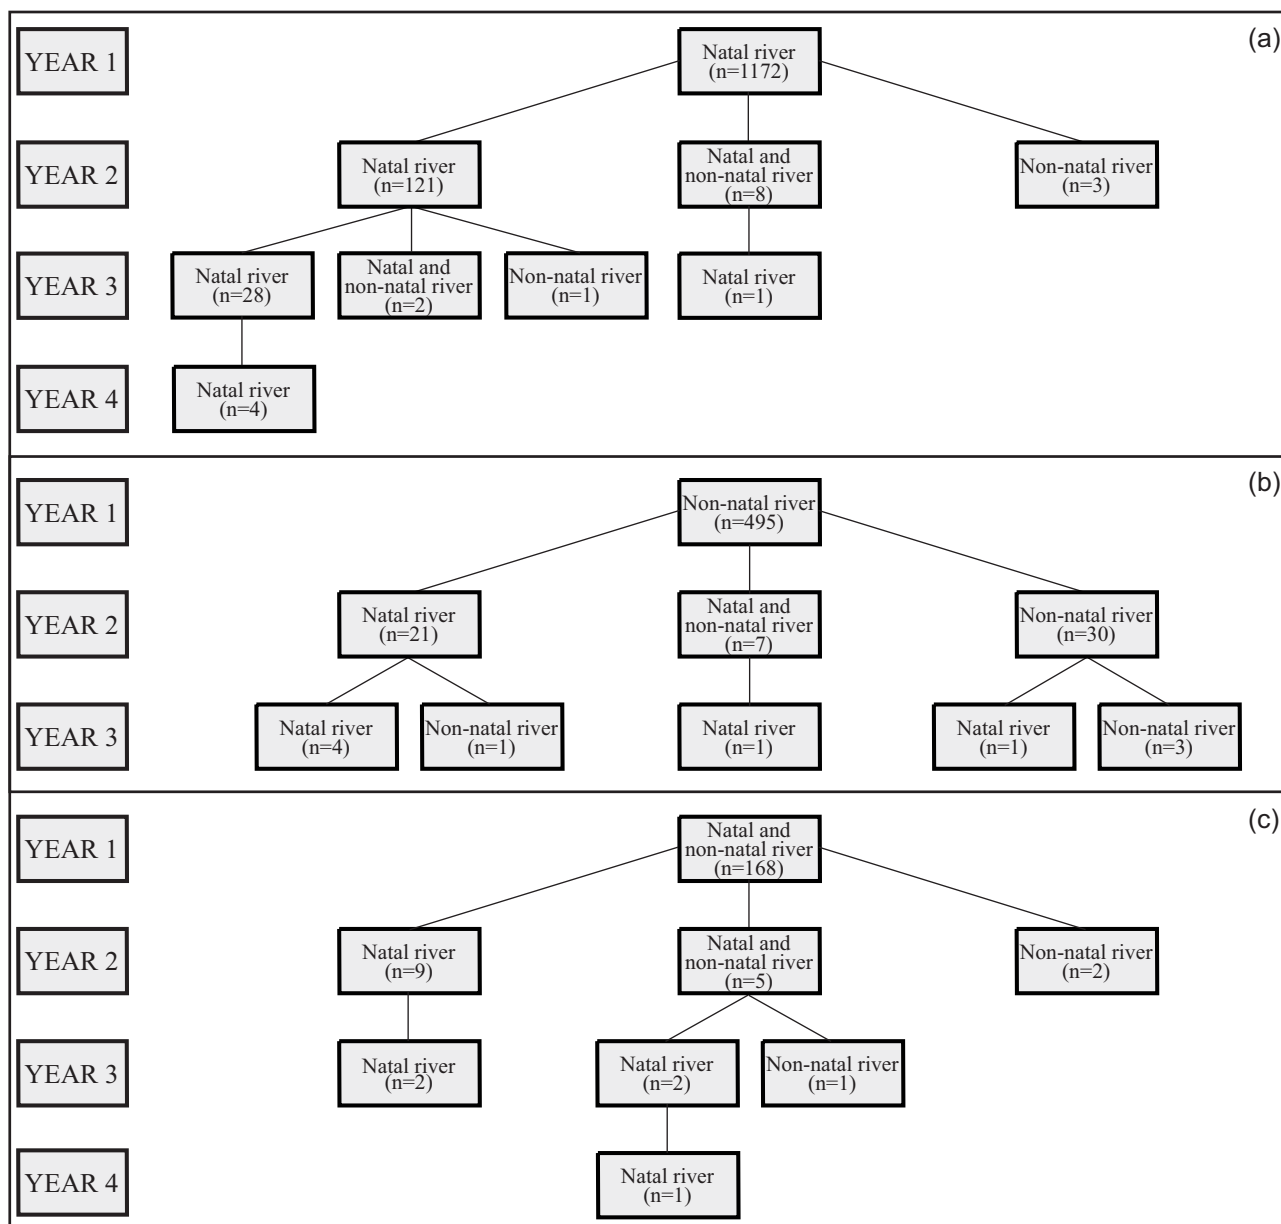 (a)
YEAR 1
Natal river
(n=1172)
YEAR 2
Natal river
(n=121)
Natal and
non-natal river
(n=8)
Non-natal river
(n=3)
YEAR 3
Natal river
(n=28)
Natal and
non-natal river
(n=2)
Non-natal river
(n=1)
Natal river
(n=1)
YEAR 4
Natal river
(n=4)
(b)
YEAR 1
Non-natal river
(n=495)
YEAR 2
Natal river
(n=21)
Natal and
non-natal river
(n=7)
Non-natal river
(n=30)
YEAR 3
Natal river
(n=4)
Non-natal river
(n=1)
Natal river
(n=1)
Natal river
(n=1)
Non-natal river
(n=3)
(c)
YEAR 1
Natal and
non-natal river
(n=168)
YEAR 2
Natal river
(n=9)
Natal and
non-natal river
(n=5)
Non-natal river
(n=2)
YEAR 3
Natal river
(n=2)
Natal river
(n=2)
Non-natal river
(n=1)
YEAR 4
Natal river
(n=1)